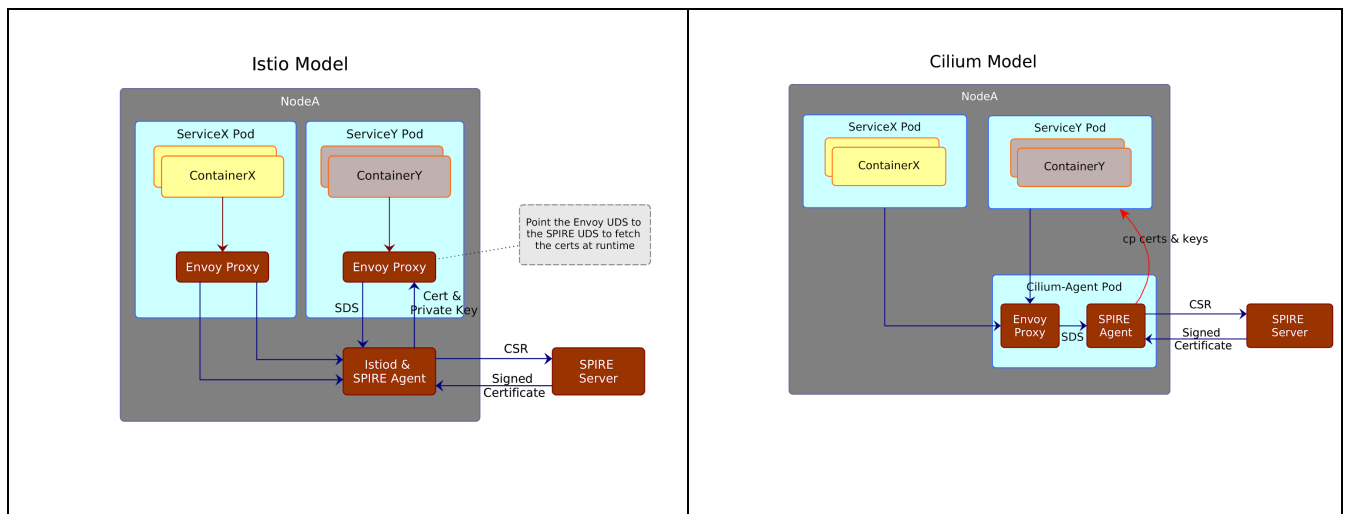 Istio Model
NodeA
ServiceX Pod
ContainerX
Envoy Proxy
ServiceY Pod
ContainerY
Envoy Proxy
SDS
Cert &
Private Key
Point the Envoy UDS to
the SPIRE UDS to fetch
the certs at runtime
Istiod &
SPIRE Agent
CSR
Signed
Certificate
SPIRE
Server
Cilium Model
NodeA
ServiceX Pod
ContainerX
ServiceY Pod
ContainerY
cp certs & keys
Cilium-Agent Pod
Envoy
Proxy
SDS
SPIRE
Agent
CSR
Signed
Certificate
SPIRE
Server